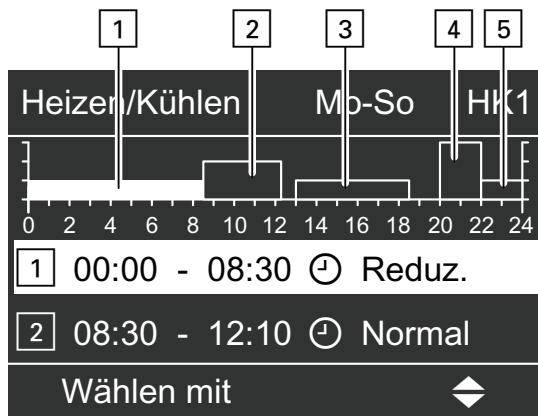 1 2 3 4 5
Heizen/Kühlen Mo-So HK1
0 2 4 6 8 10 12 14 16 18 20 22 24
1 00:00 - 08:30 Reduz.
2 08:30 - 12:10 Normal
Wählen mit